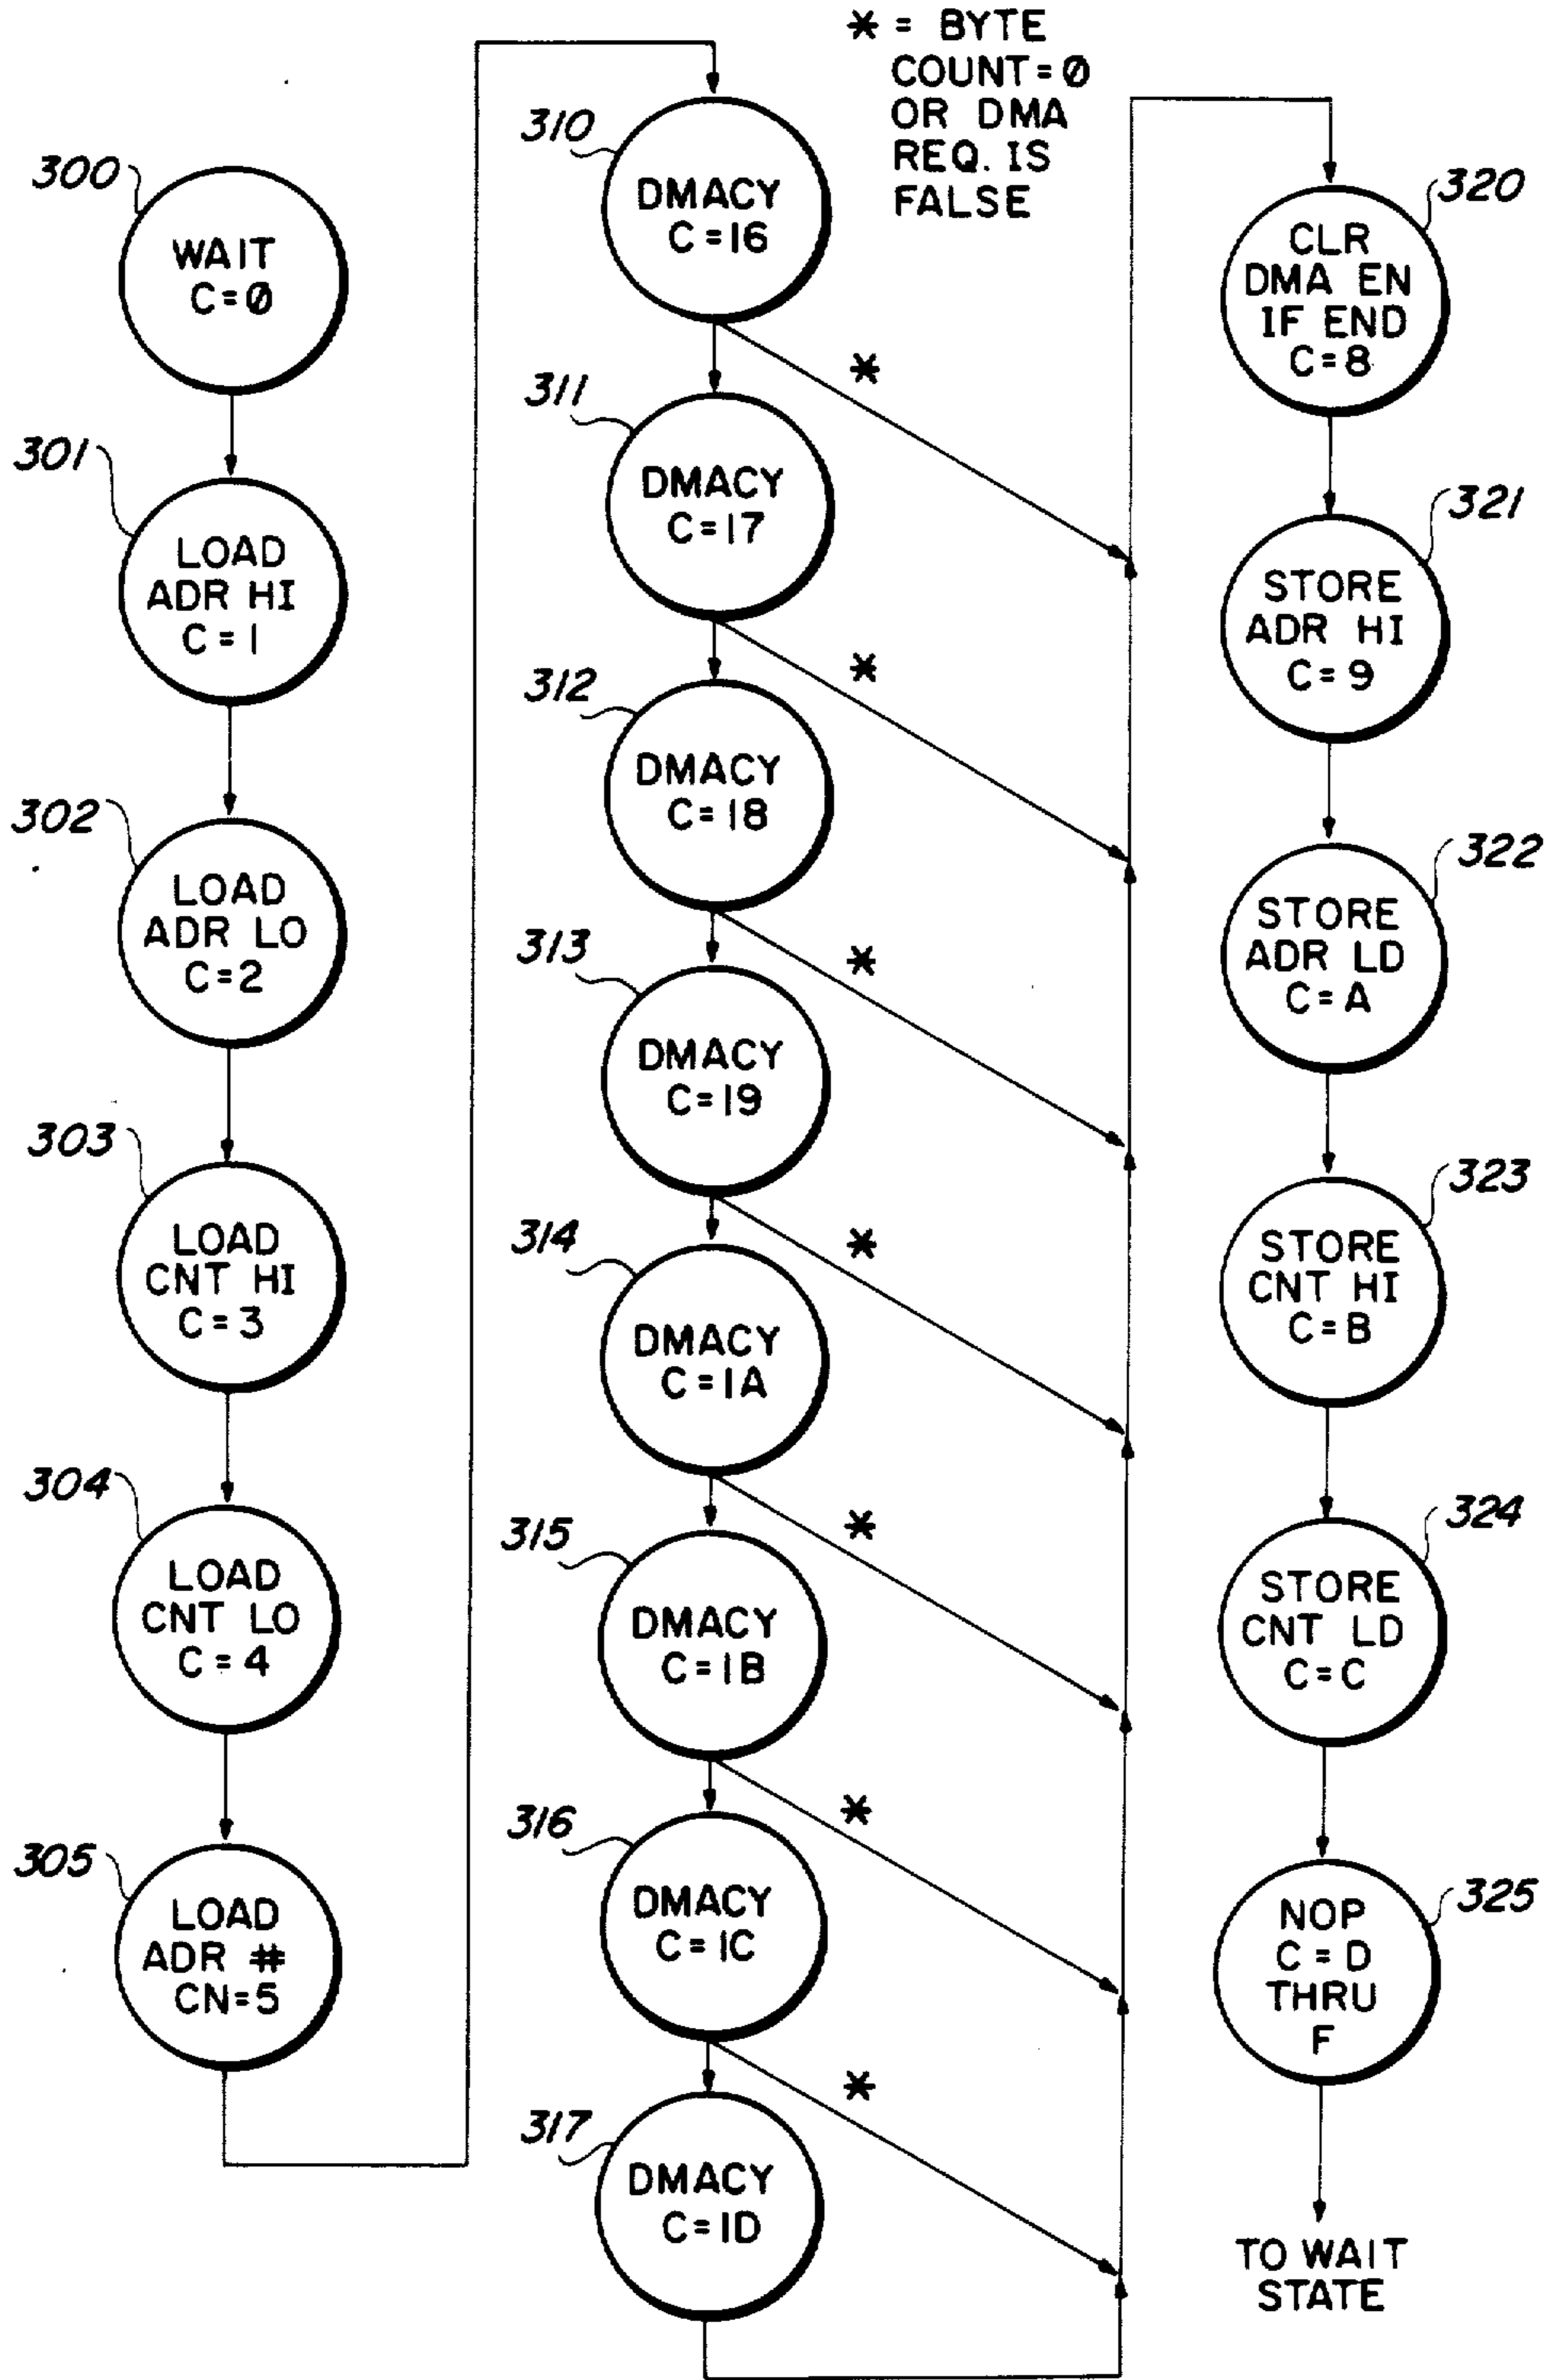 300
WAIT
C=0
301
LOAD
ADR HI
C=1
302
LOAD
ADR LO
C=2
303
LOAD
CNT HI
C=3
304
LOAD
CNT LO
C=4
305
LOAD
ADR #
CN=5
* = BYTE
COUNT=0
OR DMA
REQ. IS
FALSE
310
DMACY
C=16
*
311
DMACY
C=17
*
312
DMACY
C=18
*
313
DMACY
C=19
*
314
DMACY
C=1A
*
315
DMACY
C=1B
*
316
DMACY
C=1C
*
317
DMACY
C=1D
320
CLR
DMA EN
IF END
C=8
321
STORE
ADR HI
C=9
322
STORE
ADR LD
C=A
323
STORE
CNT HI
C=B
324
STORE
CNT LD
C=C
325
NOP
C=D
THRU
F
TO WAIT
STATE